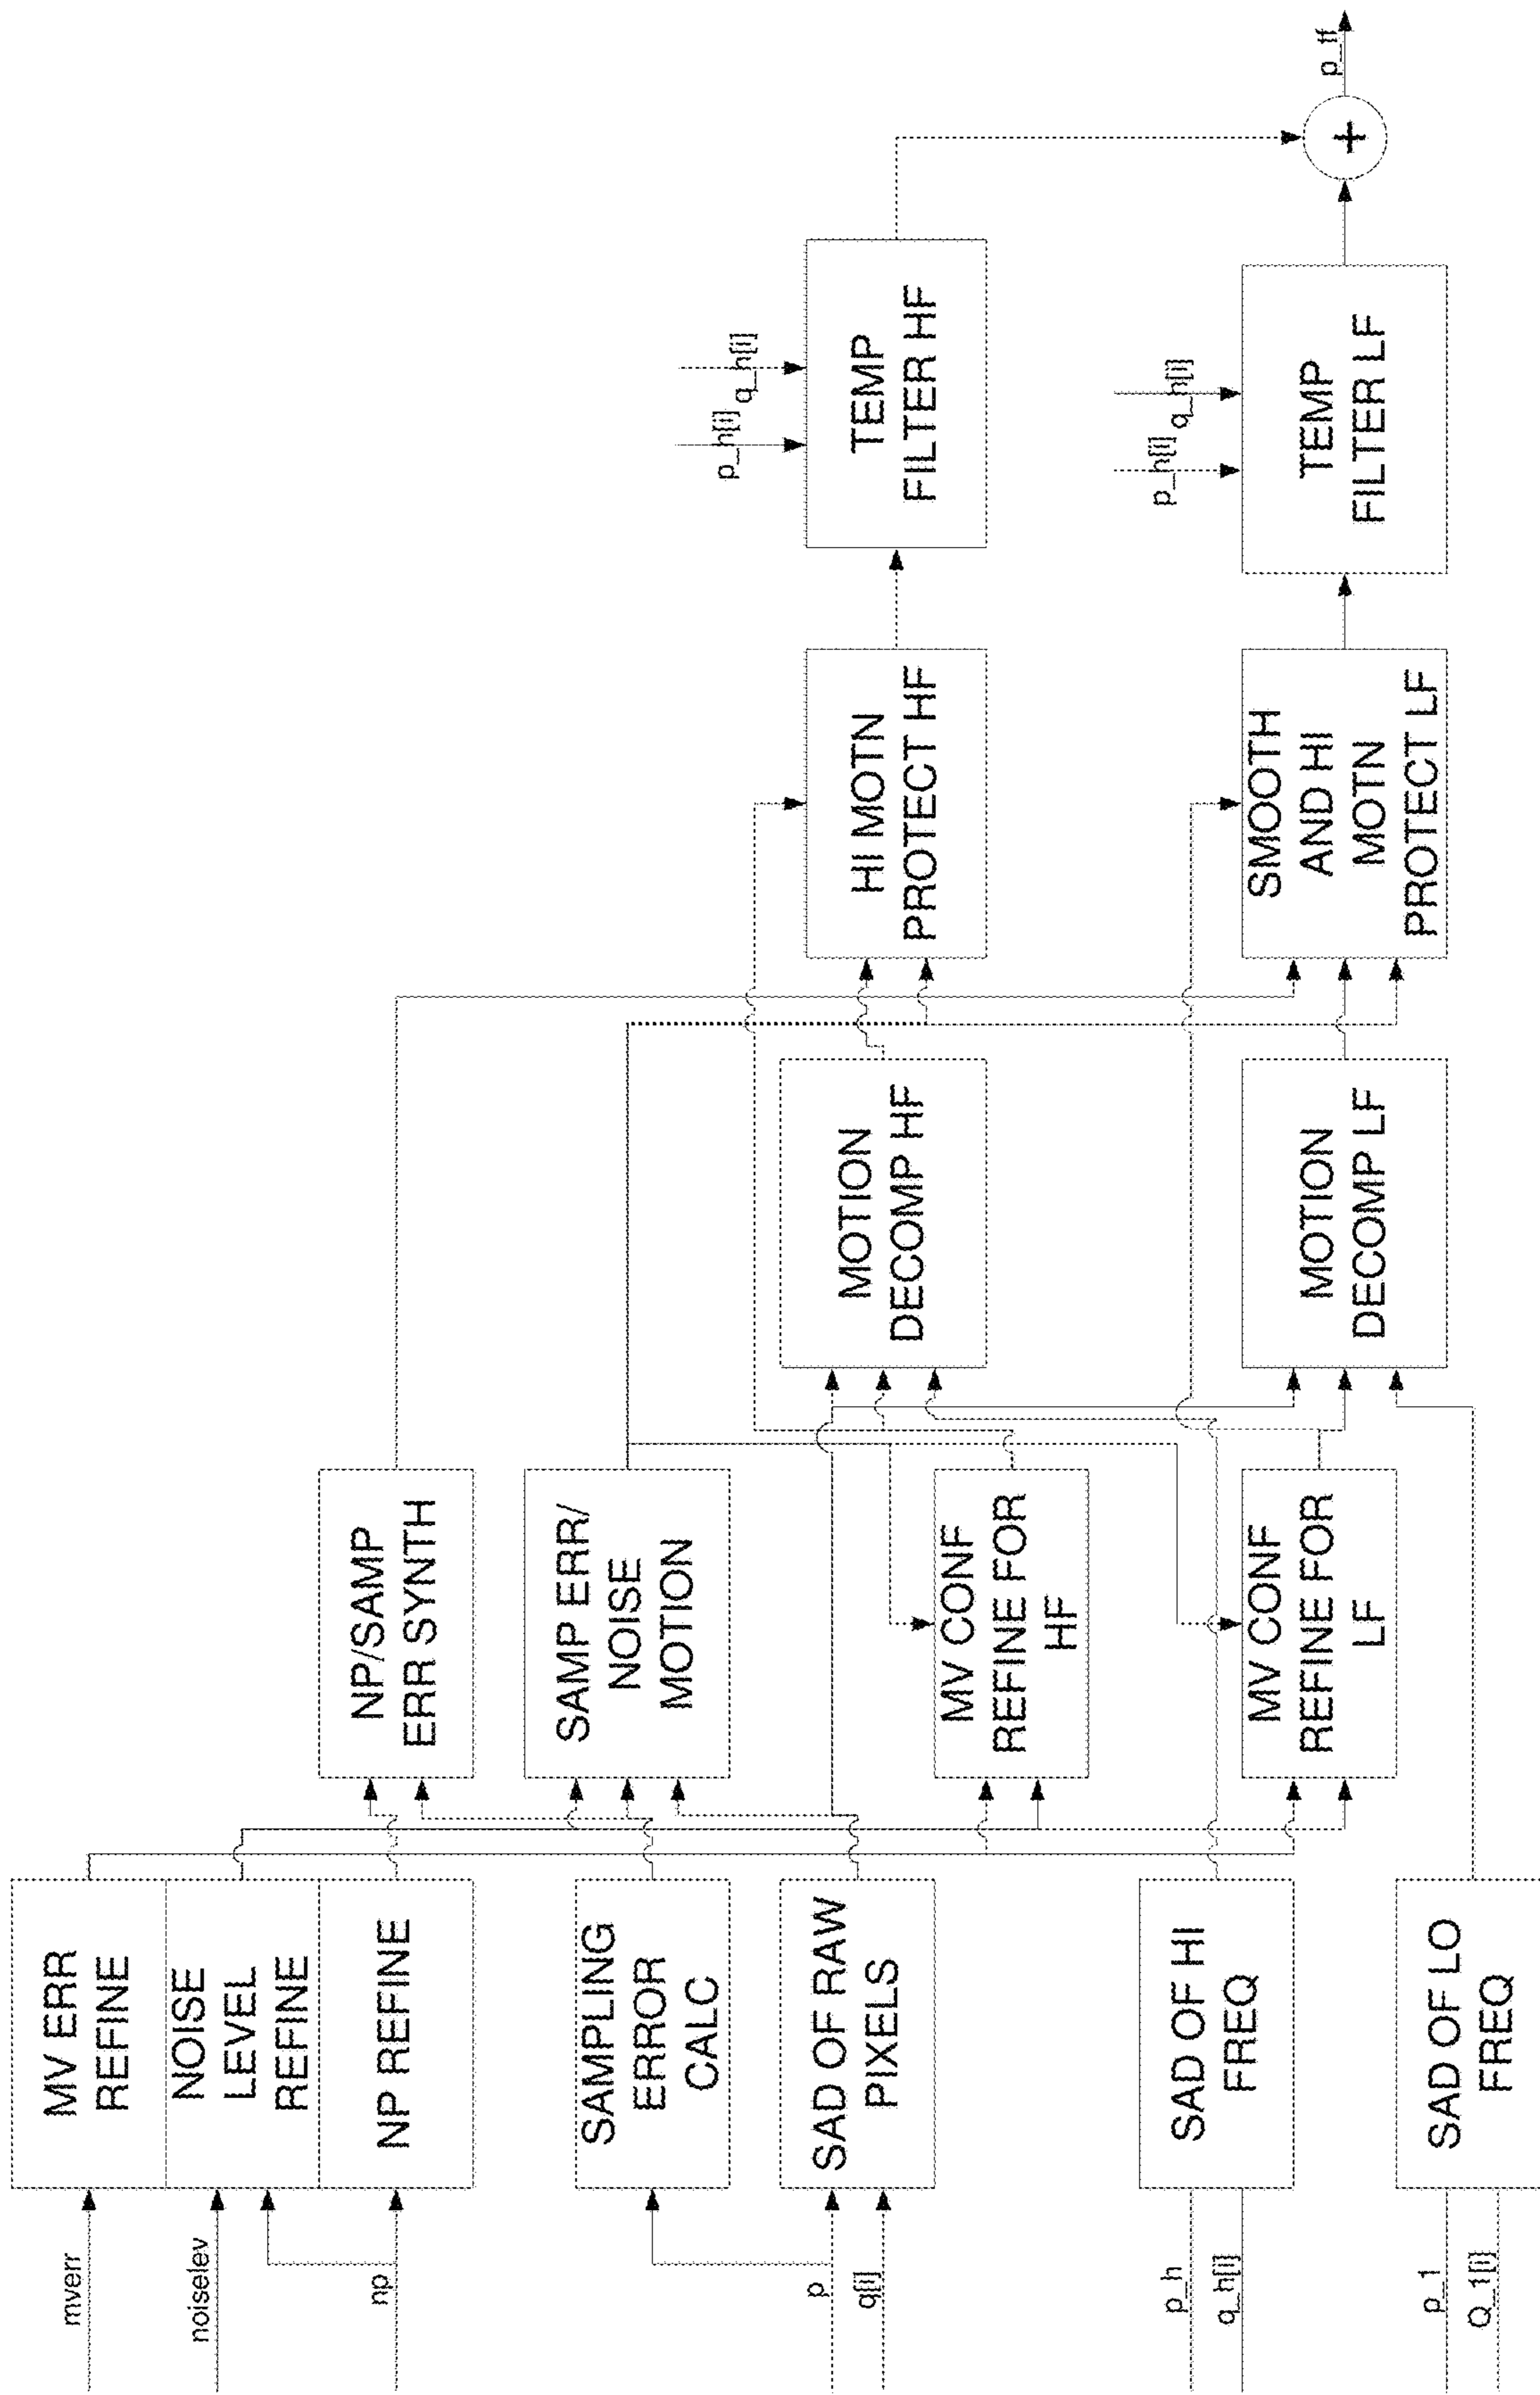 mverr
MV ERR
REFINE
noiselev
NOISE
LEVEL
REFINE
np
NP REFINE
SAMPLING
ERROR
CALC
p
q[i]
SAD OF RAW
PIXELS
p_h
q_h[i]
SAD OF HI
FREQ
p_1
Q_1[i]
SAD OF LO
FREQ
NP/SAMP
ERR SYNTH
SAMP ERR/
NOISE
MOTION
MV CONF
REFINE FOR
HF
MV CONF
REFINE FOR
LF
MOTION
DECOMP HF
MOTION
DECOMP LF
HI MOTN
PROTECT HF
SMOOTH
AND HI
MOTN
PROTECT LF
p_h[i]
q_h[i]
TEMP
FILTER HF
p_h[i]
q_h[i]
TEMP
FILTER LF
+
p_tf